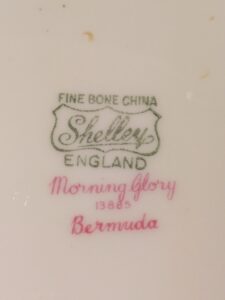 FINE BONE CHINA
Shelley
ENGLAND
Morning Glory
13885
Bermuda